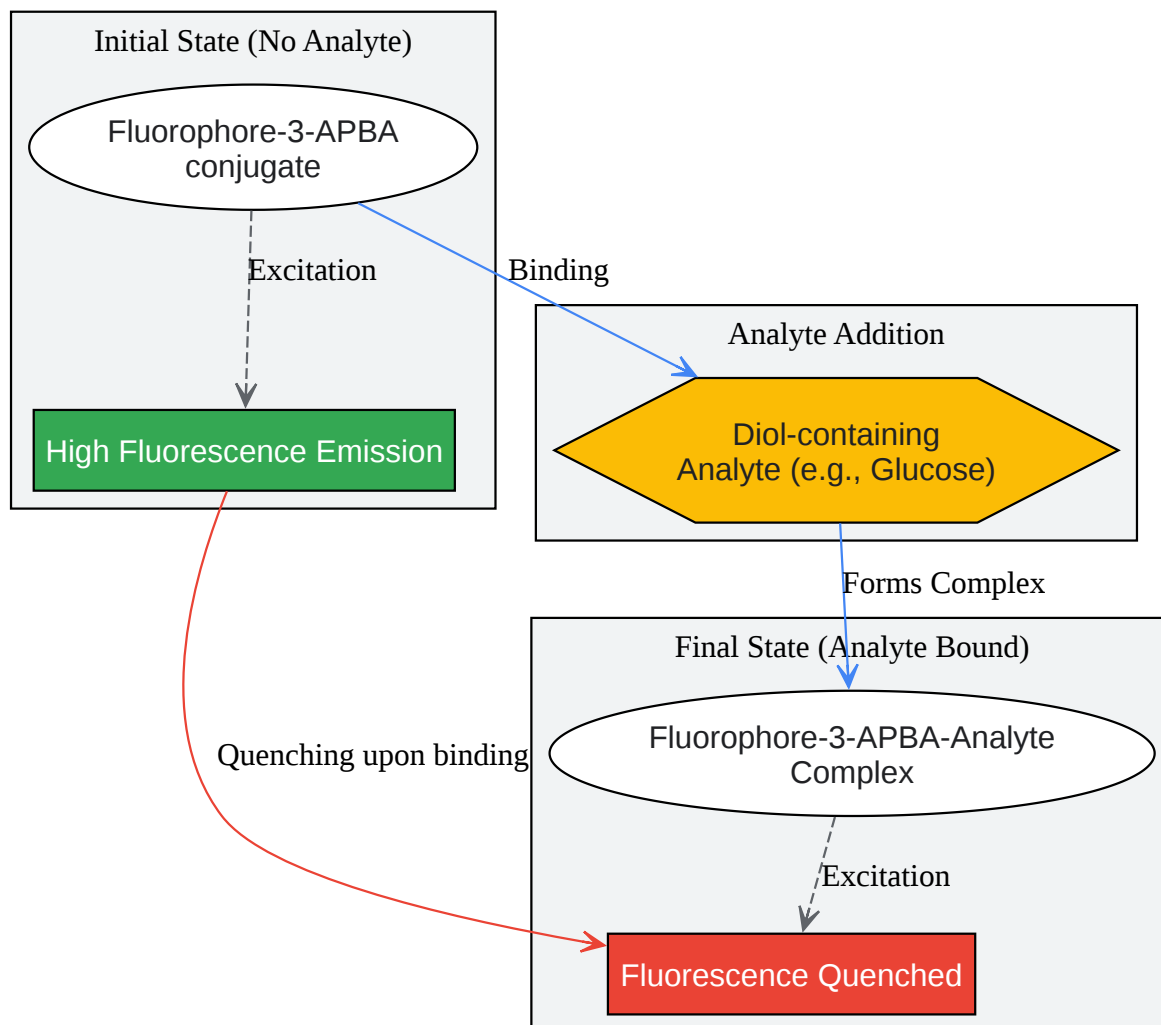 Initial State (No Analyte)
Fluorophore-3-APBA
conjugate
Excitation
Binding
High Fluorescence Emission
Analyte Addition
Diol-containing
Analyte (e.g., Glucose)
Forms Complex
Final State (Analyte Bound)
Fluorophore-3-APBA-Analyte
Complex
Quenching upon binding
Excitation
Fluorescence Quenched